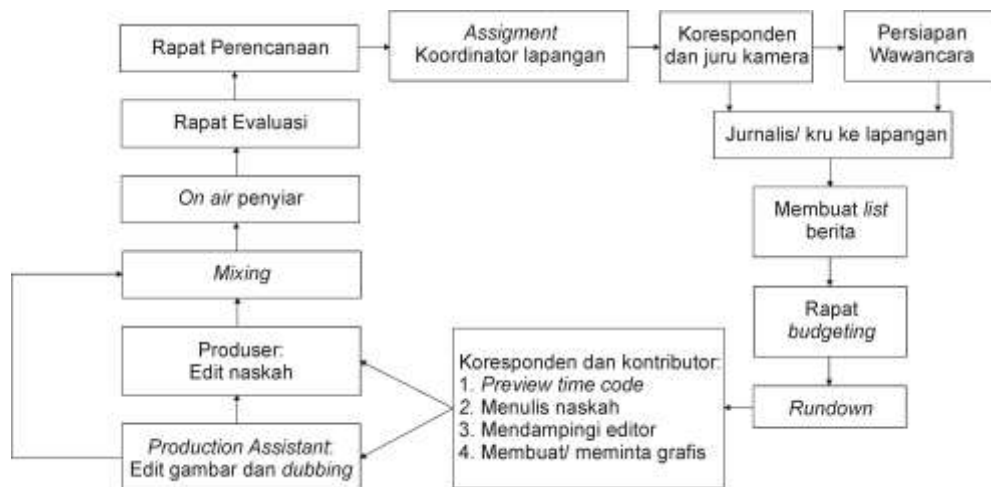 Rapat Perencanaan
Assigment
Koordinator lapangan
Koresponden
dan juru kamera
Persiapan
Wawancara
Jurnalis/ kru ke lapangan
Membuat list
berita
Rapat
budgeting
Rundown
Koresponden dan kontributor:
1. Preview time code
2. Menulis naskah
3. Mendampingi editor
4. Membuat/ meminta grafis
Production Assistant:
Edit gambar dan dubbing
Produser:
Edit naskah
Mixing
On air penyiar
Rapat Evaluasi